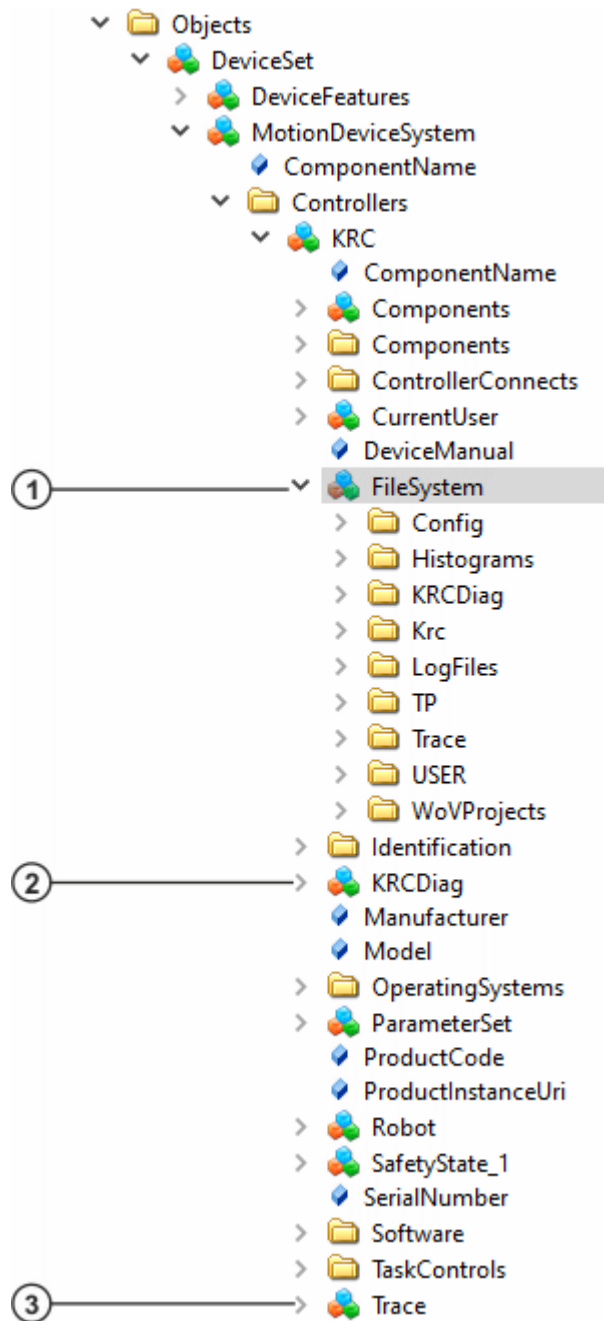 Objects
DeviceSet
DeviceFeatures
MotionDeviceSystem
ComponentName
Controllers
KRC
ComponentName
Components
Components
ControllerConnects
CurrentUser
DeviceManual
1 FileSystem
Config
Histograms
KRCDiag
Krc
LogFiles
TP
Trace
USER
WoVProjects
Identification
2 KRCDiag
Manufacturer
Model
OperatingSystems
ParameterSet
ProductCode
ProductInstanceUri
Robot
SafetyState_1
SerialNumber
Software
TaskControls
3 Trace